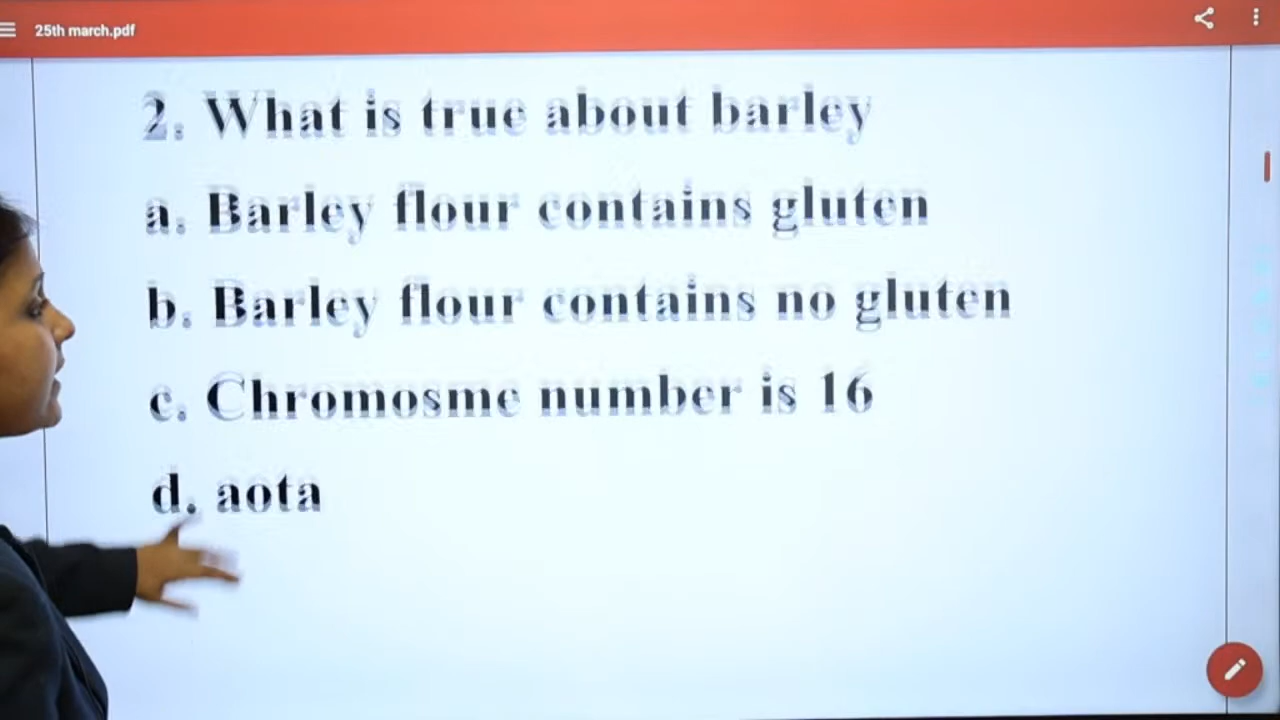 25th march.pdf
2. What is true about barley
a. Barley flour contains gluten
b. Barley flour contains no gluten
c. Chromosme number is 16
d. aota